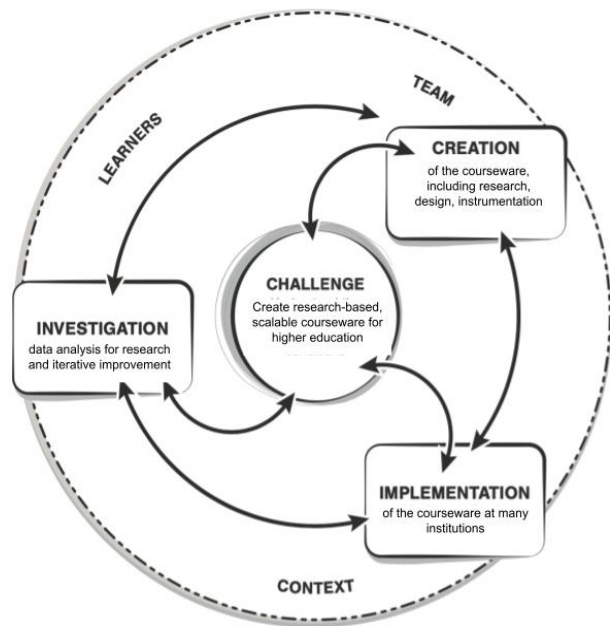 TEAM
LEARNERS
CREATION
of the courseware,
including research,
design, instrumentation
CHALLENGE
Create research-based,
scalable courseware for
higher education
INVESTIGATION
data analysis for research
and iterative improvement
IMPLEMENTATION
of the courseware at many
institutions
CONTEXT